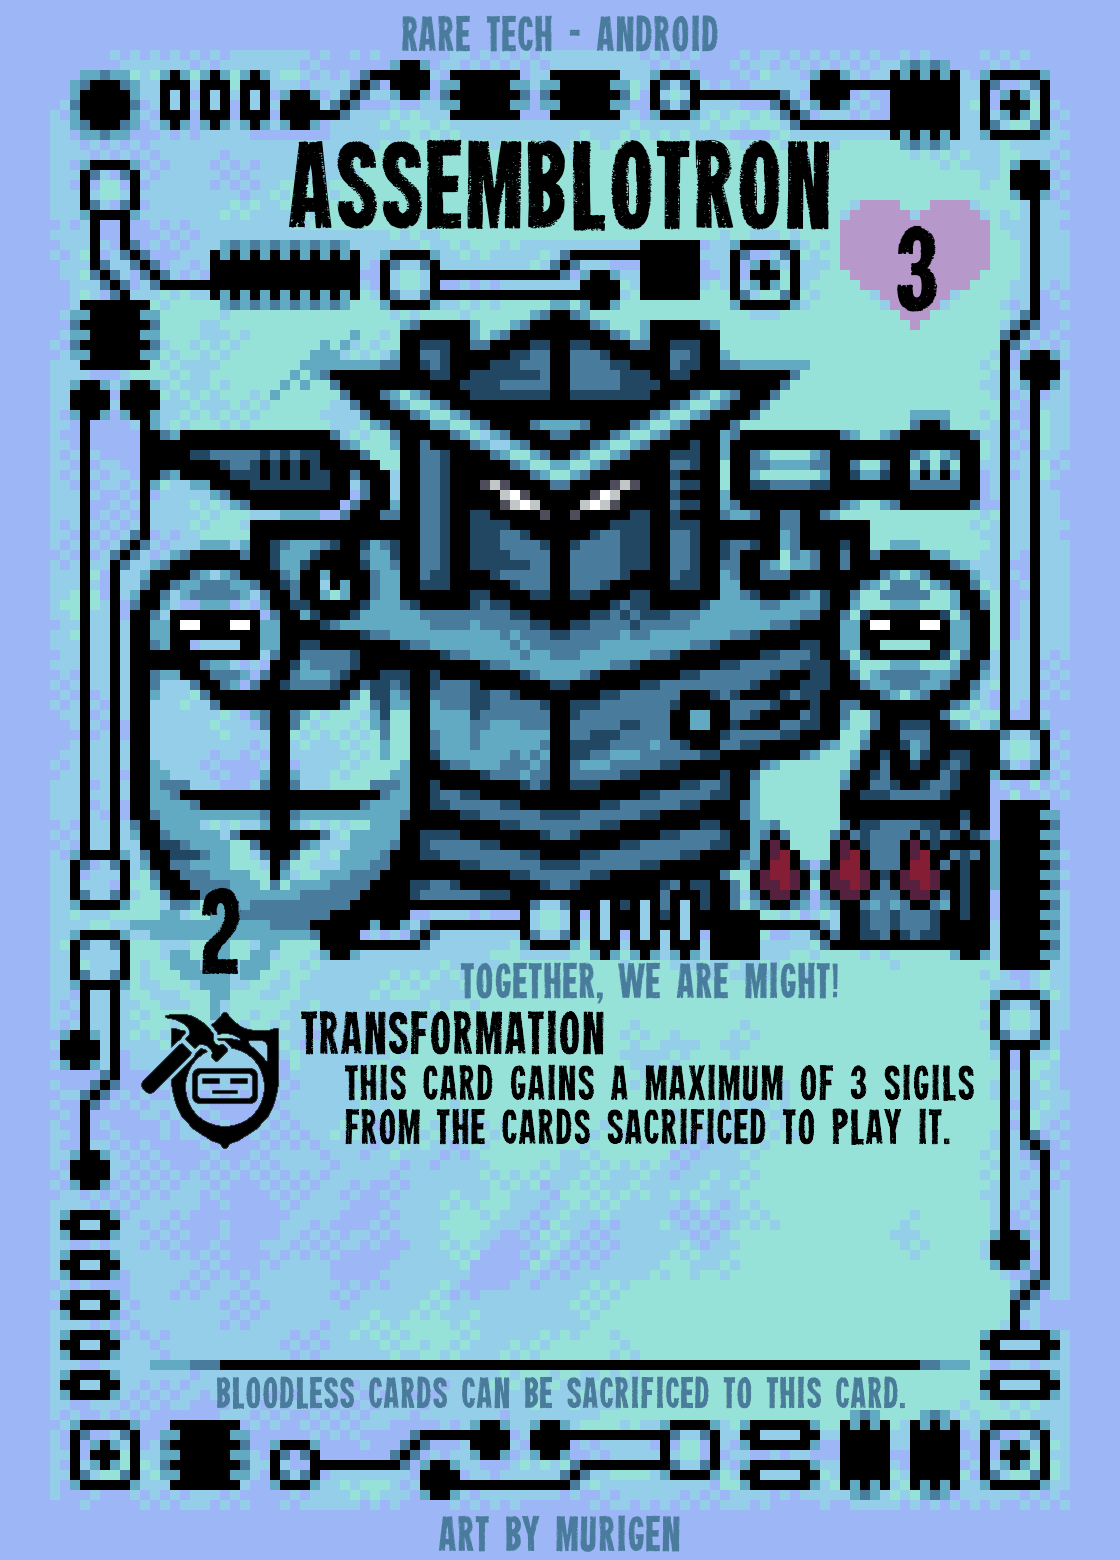 RARE TECH - ANDROID
ASSEMBLOTRON
3
2
TOGETHER, WE ARE MIGHT!
TRANSFORMATION
THIS CARD GAINS A MAXIMUM OF 3 SIGILS
FROM THE CARDS SACRIFICED TO PLAY IT.
BLOODLESS CARDS CAN BE SACRIFICED TO THIS CARD.
ART BY MURIGEN